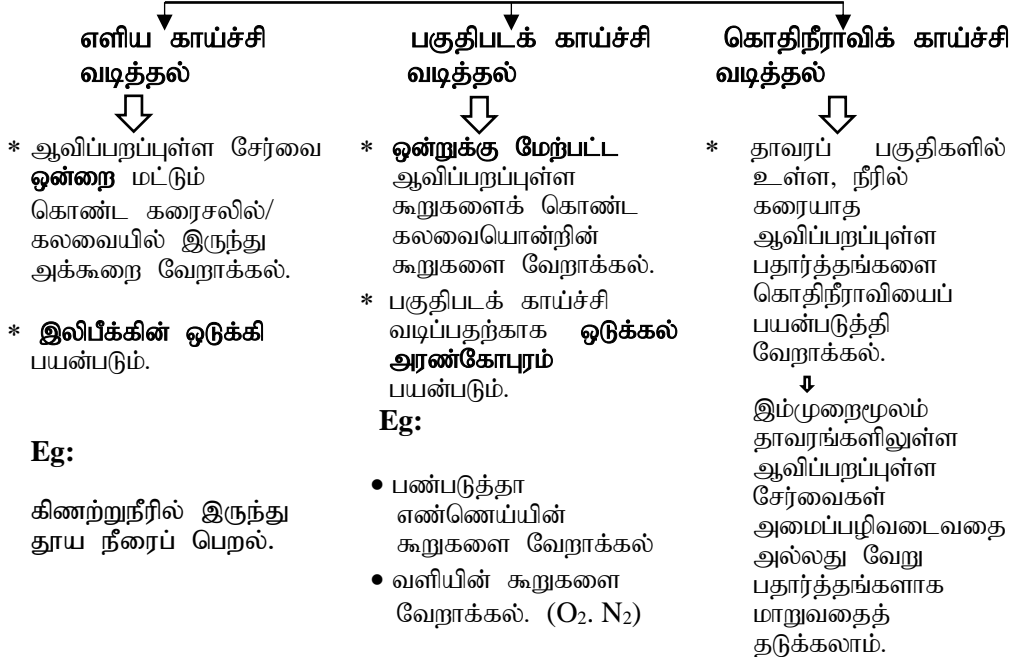 எளிய காய்ச்சி
வடித்தல்
* ஆவிப்பறப்புள்ள சேர்வை
ஒன்றை மட்டும்
கொண்ட கரைசலில்/
கலவையில் இருந்து
அக்கூறை வேறாக்கல்.
* இலிபீக்கின் ஒடுக்கி
பயன்படும்.
Eg:
கிணற்றுநீரில் இருந்து
தூய நீரைப் பெறல்.
பகுதிபடக் காய்ச்சி
வடித்தல்
* ஒன்றுக்கு மேற்பட்ட
ஆவிப்பறப்புள்ள
கூறுகளைக் கொண்ட
கலவையொன்றின்
கூறுகளை வேறாக்கல்.
* பகுதிபடக் காய்ச்சி
வடிப்பதற்காக ஒடுக்கல்
அரண்கோபுரம்
பயன்படும்.
Eg:
• பண்படுத்தா
எண்ணெய்யின்
கூறுகளை வேறாக்கல்
• வளியின் கூறுகளை
வேறாக்கல். (O₂. N₂)
கொதிநீராவிக் காய்ச்சி
வடித்தல்
* தாவரப் பகுதிகளில்
உள்ள, நீரில்
கரையாத
ஆவிப்பறப்புள்ள
பதார்த்தங்களை
கொதிநீராவியைப்
பயன்படுத்தி
வேறாக்கல்.
இம்முறைமூலம்
தாவரங்களிலுள்ள
ஆவிப்பறப்புள்ள
சேர்வைகள்
அமைப்பழிவடைவதை
அல்லது வேறு
பதார்த்தங்களாக
மாறுவதைத்
தடுக்கலாம்.